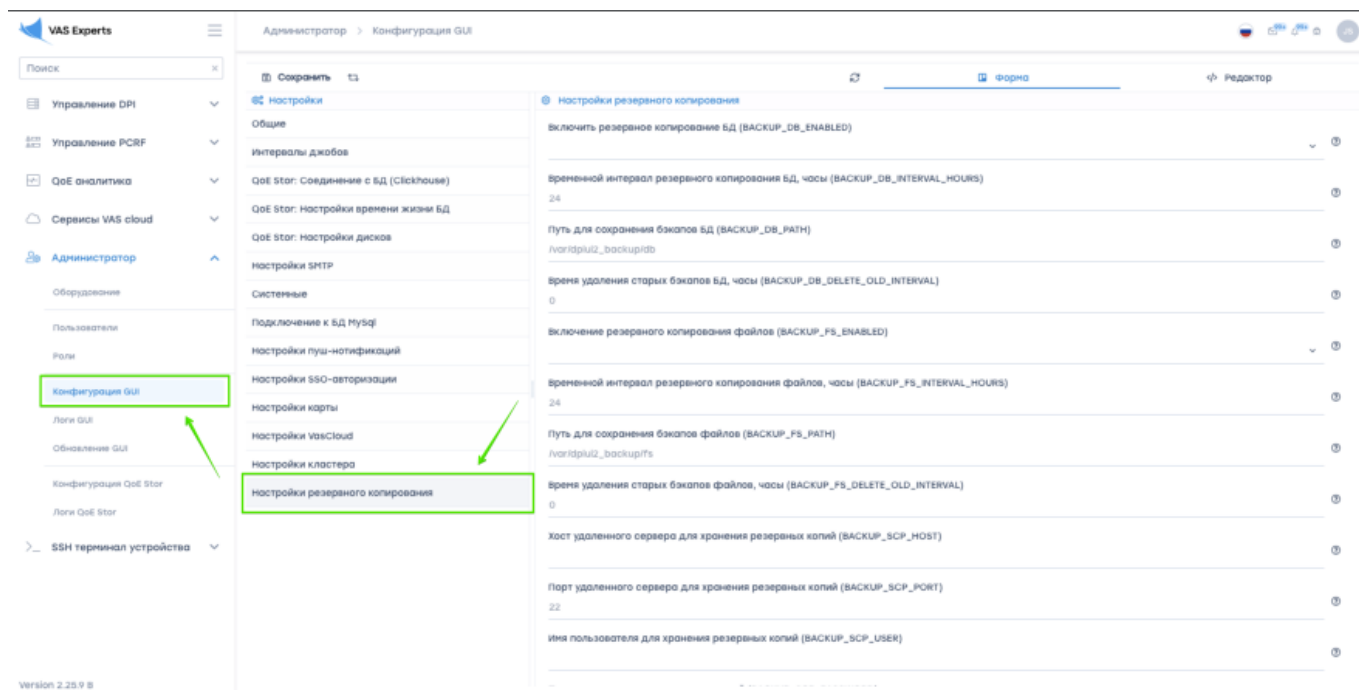 VAS Experts
Администратор > Конфигурация GUI
Поиск
Сохранить
Форма
Редактор
Управление DPI
Управление PCRF
QoE аналитика
Сервисы VAS cloud
Администратор
Оборудование
Пользователи
Роли
Конфигурация GUI
Логи GUI
Обновление GUI
Конфигурация QoE Stor
Логи QoE Stor
SSH терминал устройства
Version 2.25.9 B
Настройки
Общие
Интервалы джобов
QoE Stor: Соединение с БД (Clickhouse)
QoE Stor: Настройки времени жизни БД
QoE Stor: Настройки дисков
Настройки SMTP
Системные
Подключение к БД MySql
Настройки пуш-нотификаций
Настройки SSO-авторизации
Настройки карты
Настройки VasCloud
Настройки кластера
Настройки резервного копирования
Настройки резервного копирования
Включить резервное копирование БД (BACKUP_DB_ENABLED)
Временной интервал резервного копирования БД, часы (BACKUP_DB_INTERVAL_HOURS)
24
Путь для сохранения бэкапов БД (BACKUP_DB_PATH)
/var/dpiui2_backup/db
Время удаления старых бэкапов БД, часы (BACKUP_DB_DELETE_OLD_INTERVAL)
0
Включение резервного копирования файлов (BACKUP_FS_ENABLED)
Временной интервал резервного копирования файлов, часы (BACKUP_FS_INTERVAL_HOURS)
24
Путь для сохранения бэкапов файлов (BACKUP_FS_PATH)
/var/dpiui2_backup/fs
Время удаления старых бэкапов файлов, часы (BACKUP_FS_DELETE_OLD_INTERVAL)
0
Хост удаленного сервера для хранения резервных копий (BACKUP_SCP_HOST)
Порт удаленного сервера для хранения резервных копий (BACKUP_SCP_PORT)
22
Имя пользователя для хранения резервных копий (BACKUP_SCP_USER)